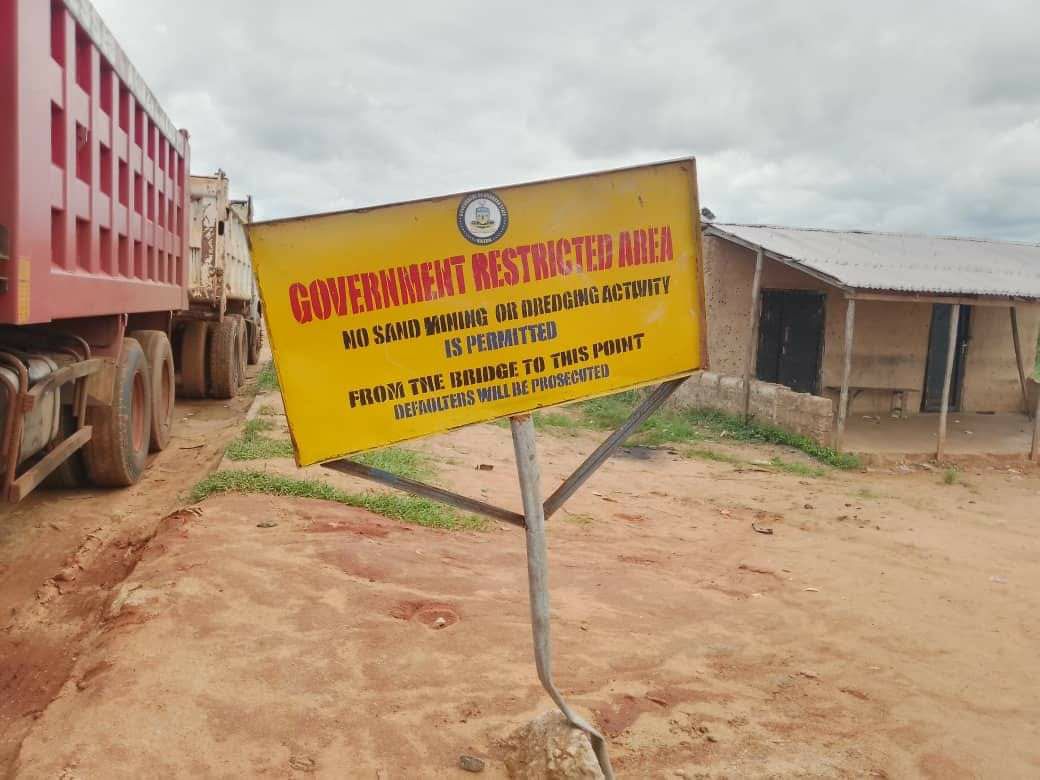 GOVERNMENT RESTRICTED AREA
NO SAND MINING OR DREDGING ACTIVITY
IS PERMITTED
FROM THE BRIDGE TO THIS POINT
DEFAULTERS WILL BE PROSECUTED